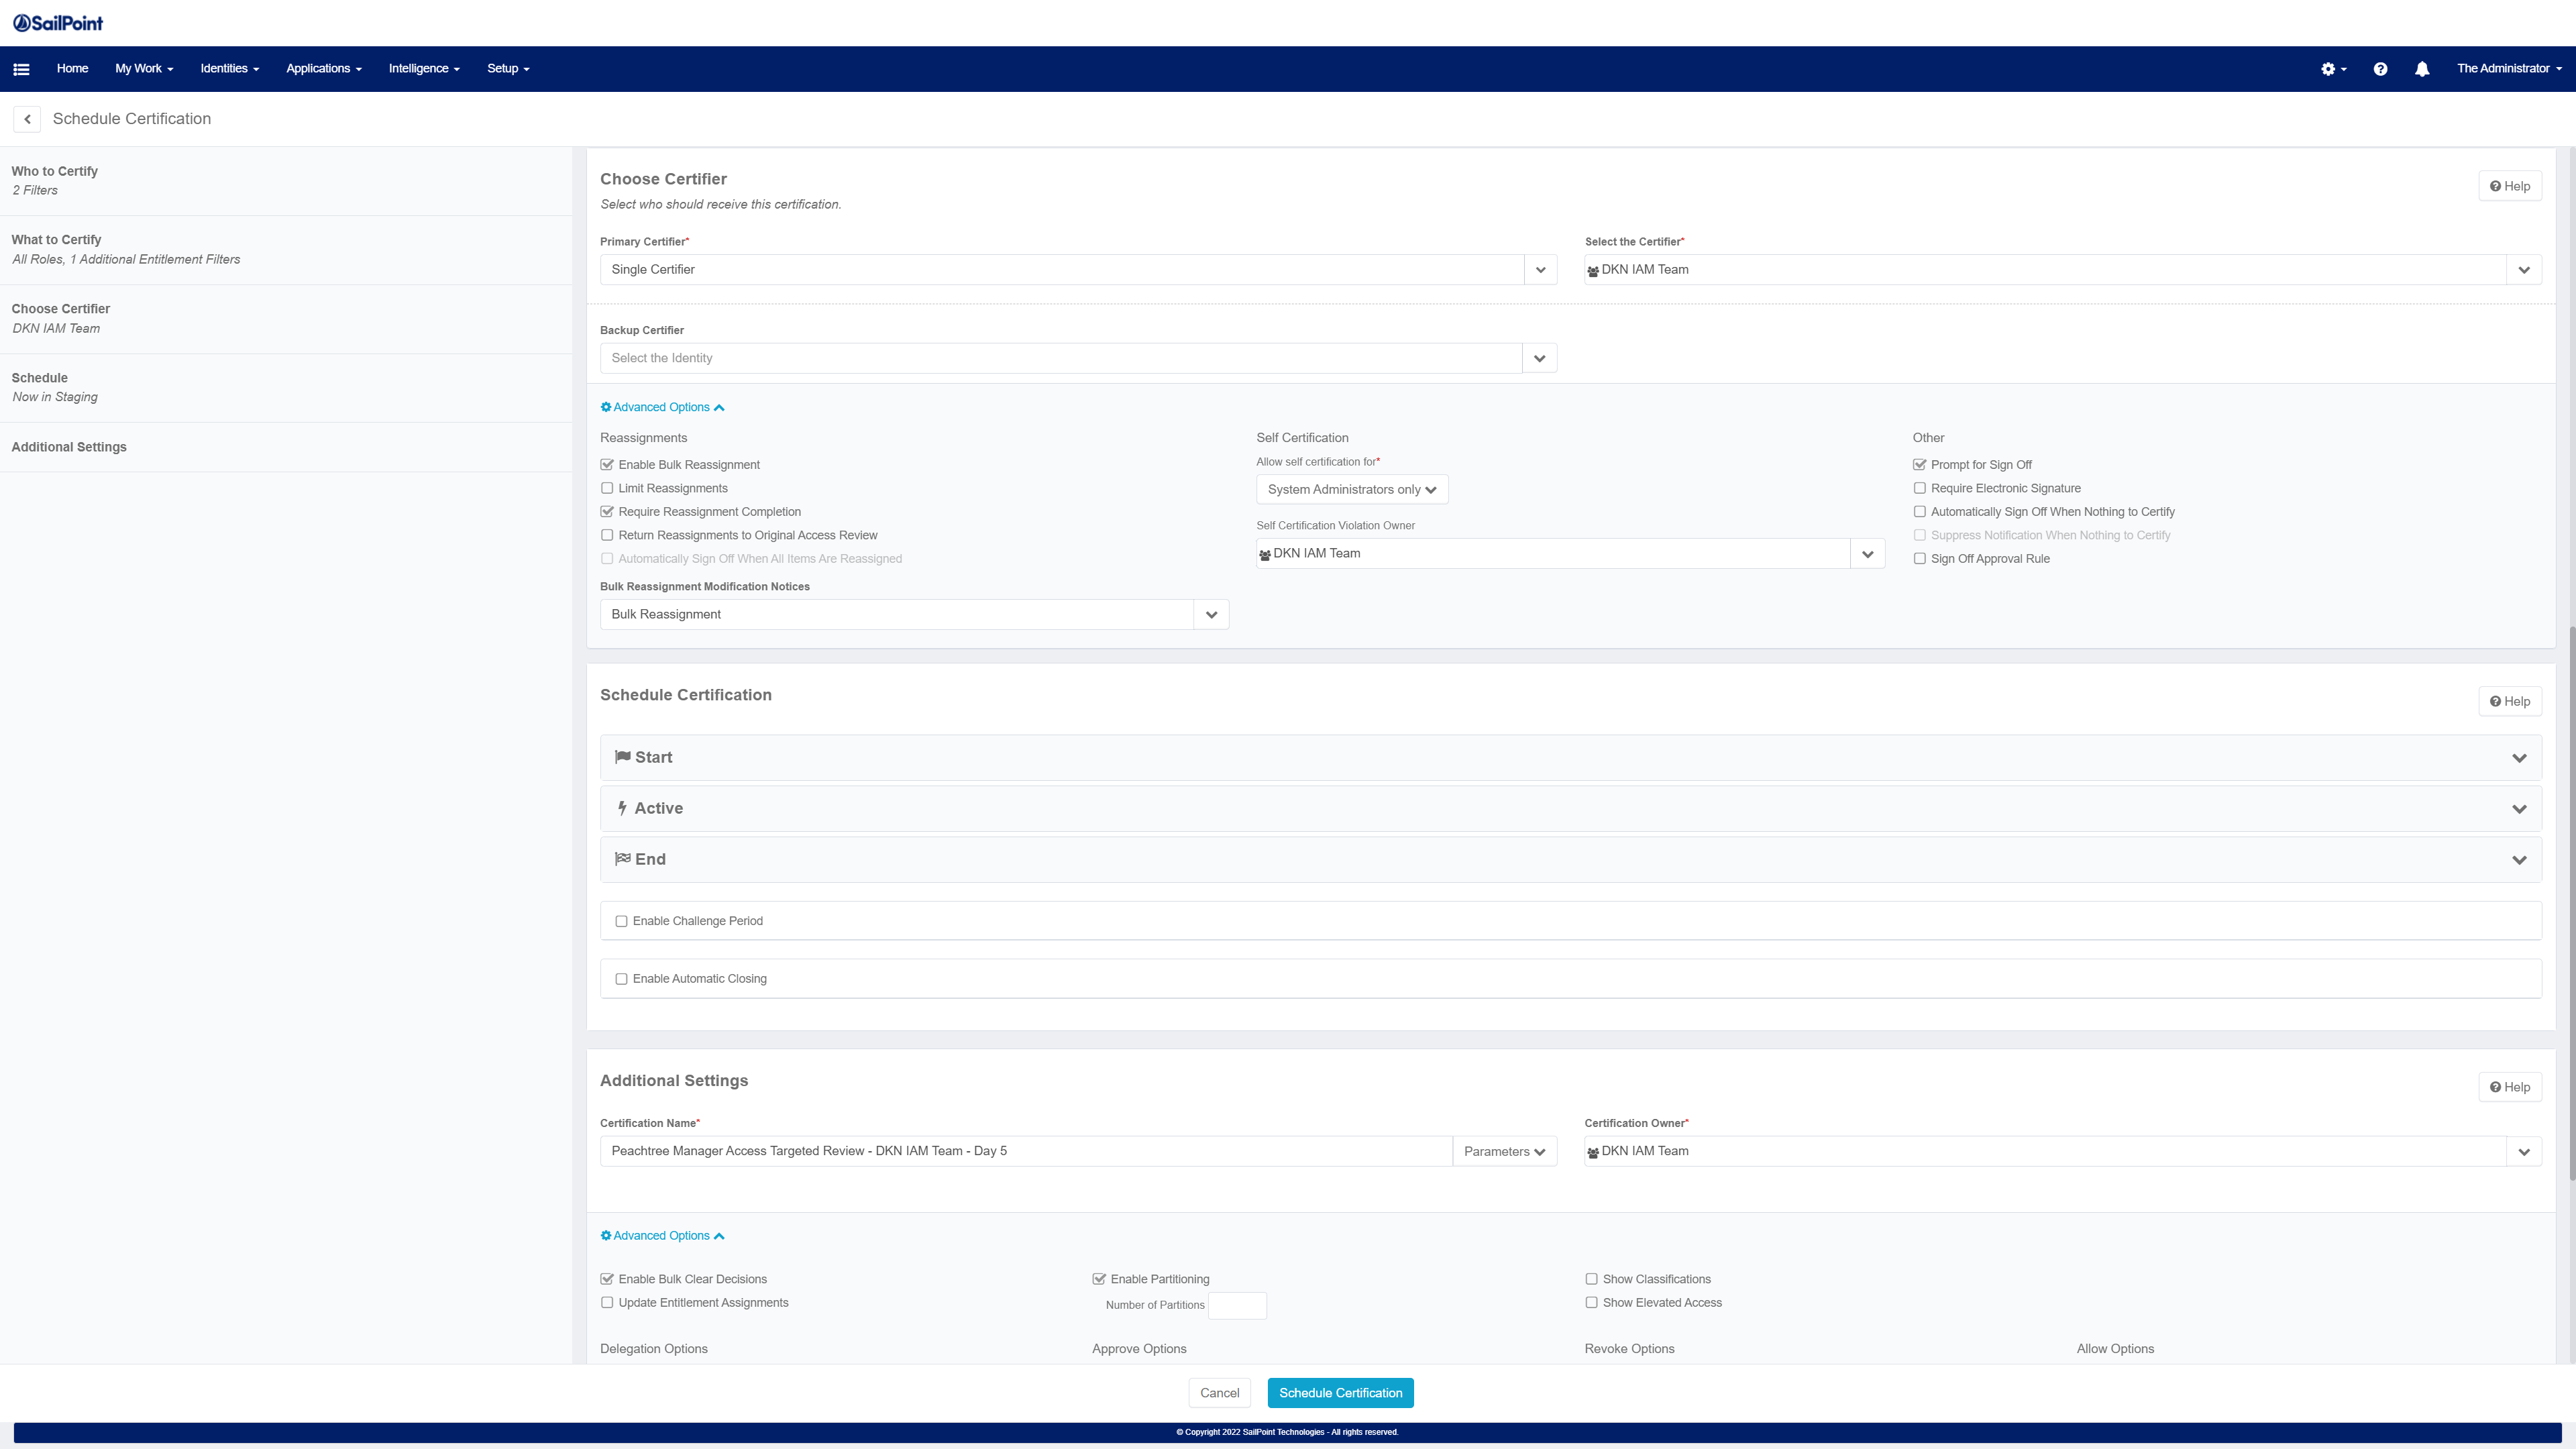 SailPoint
Home My Work Identities Applications Intelligence Setup The Administrator
Schedule Certification
Who to Certify
2 Filters
What to Certify
All Roles, 1 Additional Entitlement Filters
Choose Certifier
DKN IAM Team
Schedule
Now in Staging
Additional Settings
Choose Certifier
Help
Select who should receive this certification.
Primary Certifier* Select the Certifier*
Single Certifier DKN IAM Team
Backup Certifier
Select the Identity
Advanced Options
Reassignments
Enable Bulk Reassignment
Limit Reassignments
Require Reassignment Completion
Return Reassignments to Original Access Review
Automatically Sign Off When All Items Are Reassigned
Bulk Reassignment Modification Notices
Bulk Reassignment
Self Certification
Allow self certification for*
System Administrators only
Self Certification Violation Owner
DKN IAM Team
Other
Prompt for Sign Off
Require Electronic Signature
Automatically Sign Off When Nothing to Certify
Suppress Notification When Nothing to Certify
Sign Off Approval Rule
Schedule Certification
Help
Start
Active
End
Enable Challenge Period
Enable Automatic Closing
Additional Settings
Help
Certification Name* Certification Owner*
Peachtree Manager Access Targeted Review - DKN IAM Team - Day 5 Parameters DKN IAM Team
Advanced Options
Enable Bulk Clear Decisions Enable Partitioning Show Classifications
Update Entitlement Assignments Number of Partitions Show Elevated Access
Delegation Options Approve Options Revoke Options Allow Options
Cancel Schedule Certification
© Copyright 2022 SailPoint Technologies - All rights reserved.